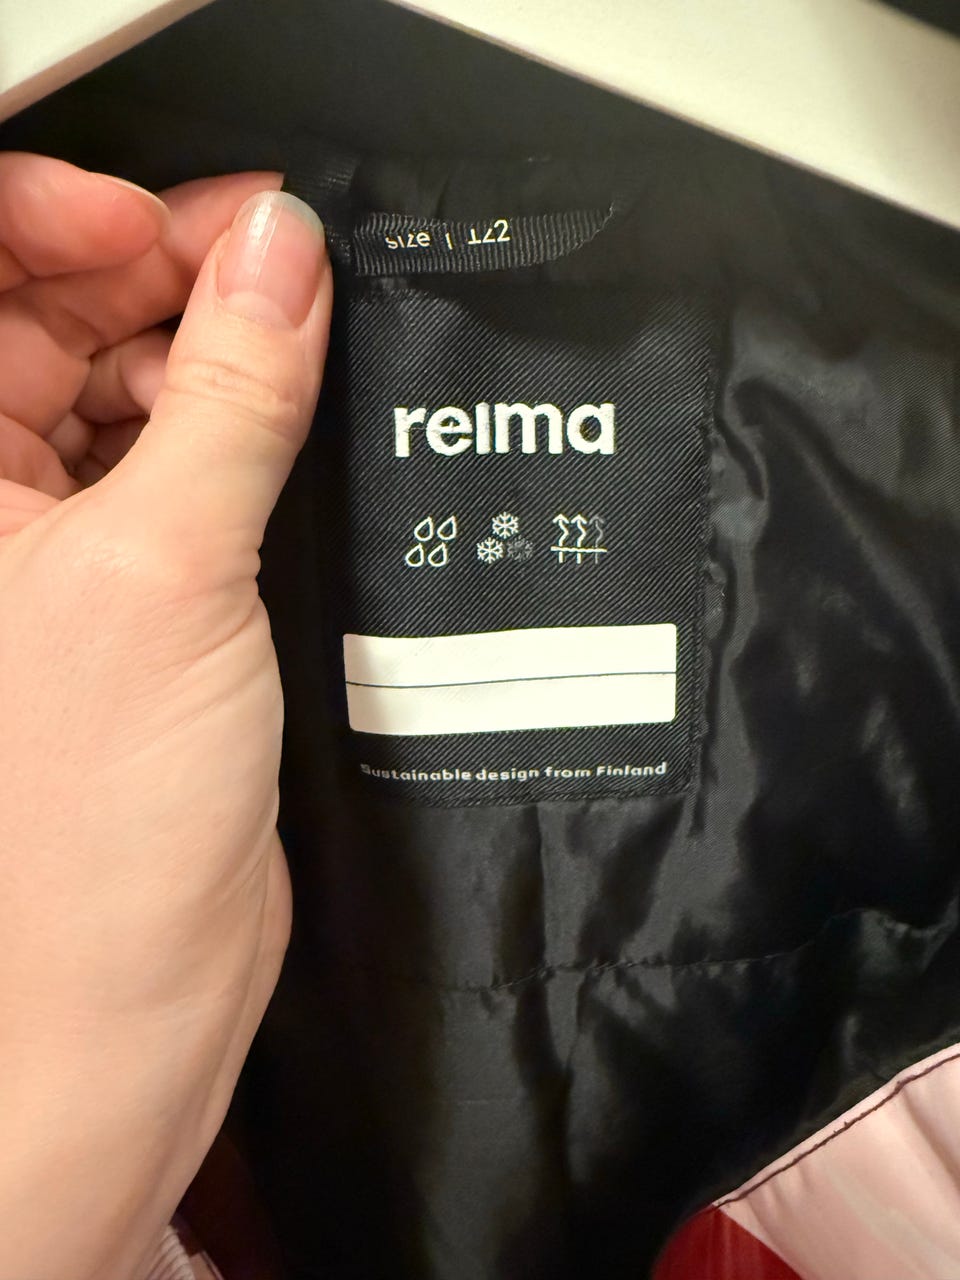 size | 122
reima
Sustainable design from Finland